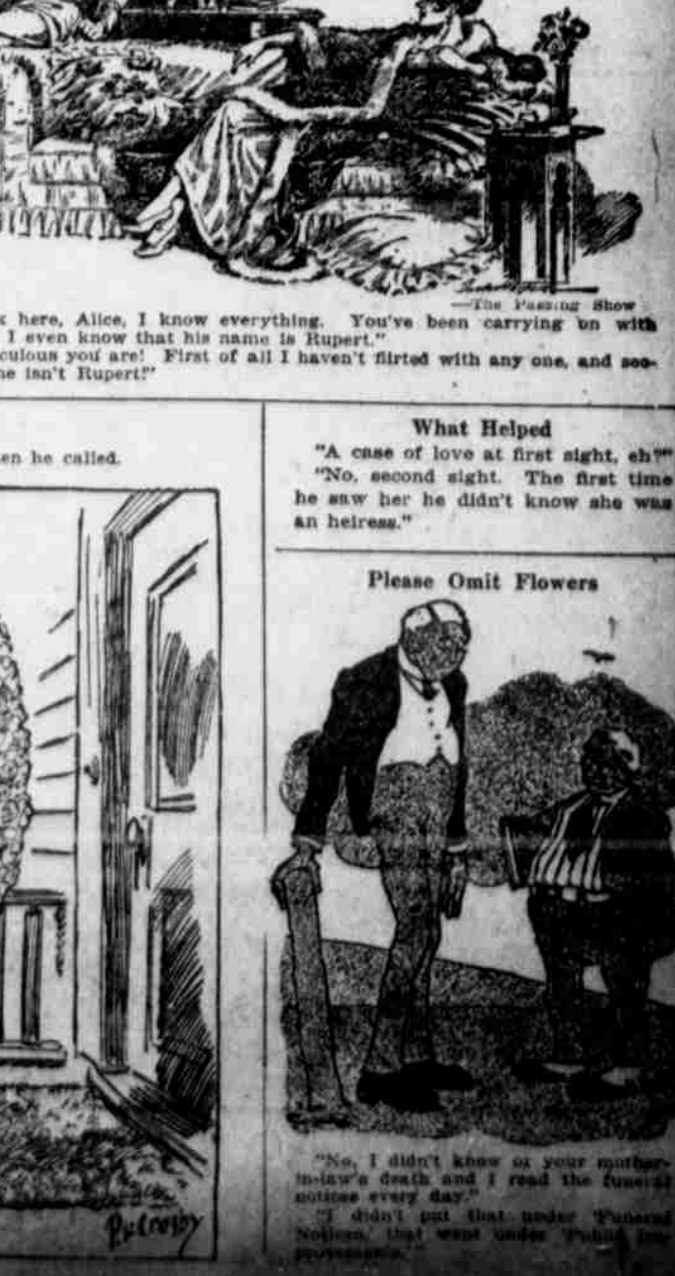 —The Passing Show
here, Alice, I know everything. You've been carrying on with
I even know that his name is Rupert."
culous you are! First of all I haven't flirted with any one, and sec-
me isn't Rupert!"
en he called.
What Helped
"A case of love at first sight, eh?"
"No, second sight. The first time
he saw her he didn't know she was
an heiress."
Please Omit Flowers
"No, I didn't know of your mother-
in-law's death and I read the funeral
notices every day."
"I didn't put that under 'Funeral
Notices,' that went under 'Public Im-
provements.'"
P.L. Crosby